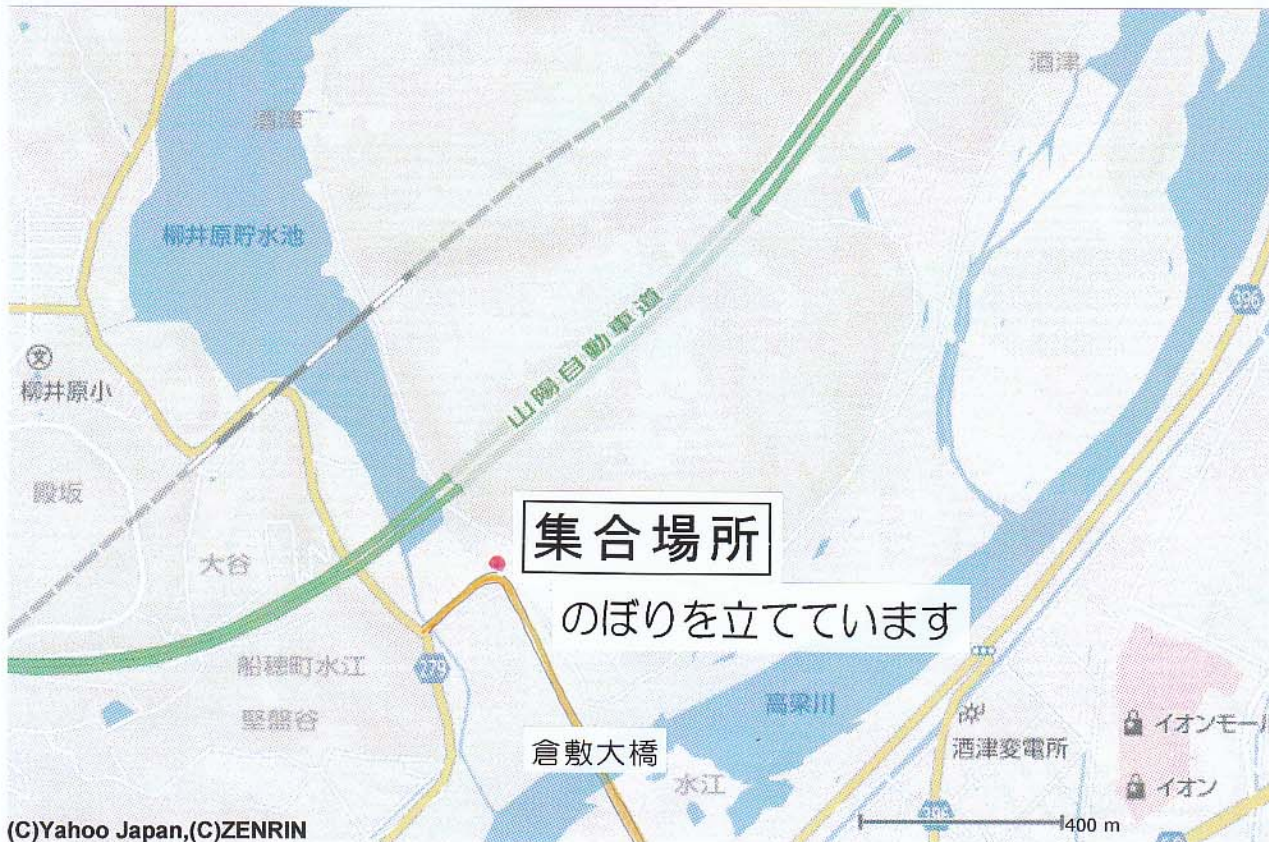 酒津
酒津
柳井原貯水池
396
山陽自動車道
文
柳井原小
殿坂
集合場所
大谷
のぼりを立てています
船穂町水江
279
堅盤谷
高梁川
酒津変電所
イオンモール
倉敷大橋
水江
イオン
396
400 m
(C)Yahoo Japan,(C)ZENRIN